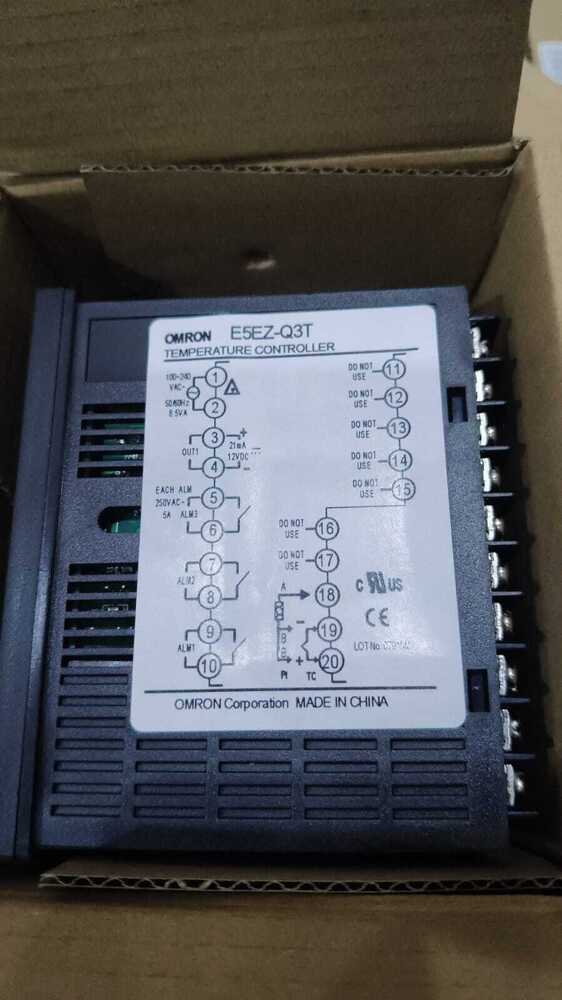 OMRON E5EZ-Q3T
TEMPERATURE CONTROLLER
100-240
VAC~
50/60Hz
8.5VA
1
2
OUT1
3
4
+
21mA
12VDC
-
EACH ALM
250VAC~
5A ALM3
5
6
ALM2
7
8
ALM1
9
10
DO NOT
USE
11
DO NOT
USE
12
DO NOT
USE
13
DO NOT
USE
14
DO NOT
USE
15
DO NOT
USE
16
DO NOT
USE
17
A
18
B
-
19
B
+
20
Pt
TC
C RU US
CE
LOT No.
OMRON Corporation MADE IN CHINA